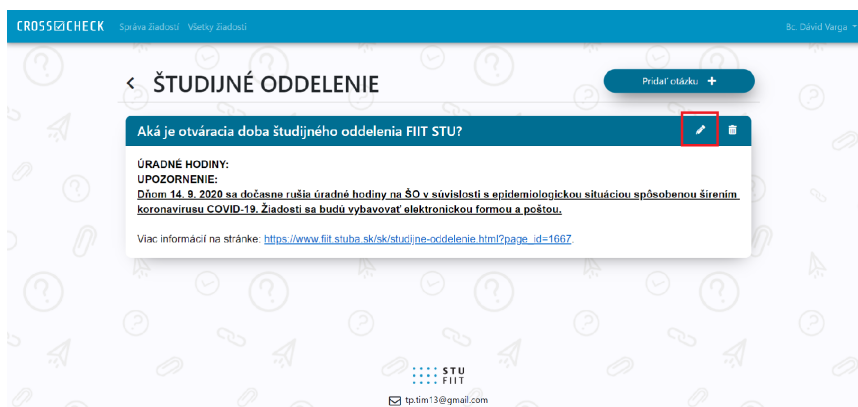 CROSS☑CHECK Správa žiadostí Všetky žiadosti Bc. Dávid Varga
ŠTUDIJNÉ ODDELENIE
Pridať otázku +
Aká je otváracia doba študijného oddelenia FIIT STU?
ÚRADNÉ HODINY:
UPOZORNENIE:
Dňom 14. 9. 2020 sa dočasne rušia úradné hodiny na ŠO v súvislosti s epidemiologickou situáciou spôsobenou šírením
koronavírusu COVID-19. Žiadosti sa budú vybavovať elektronickou formou a poštou.
Viac informácií na stránke: https://www.fiit.stuba.sk/sk/studijne-oddelenie.html?page_id=1667.
STU
FIIT
tp.tim13@gmail.com